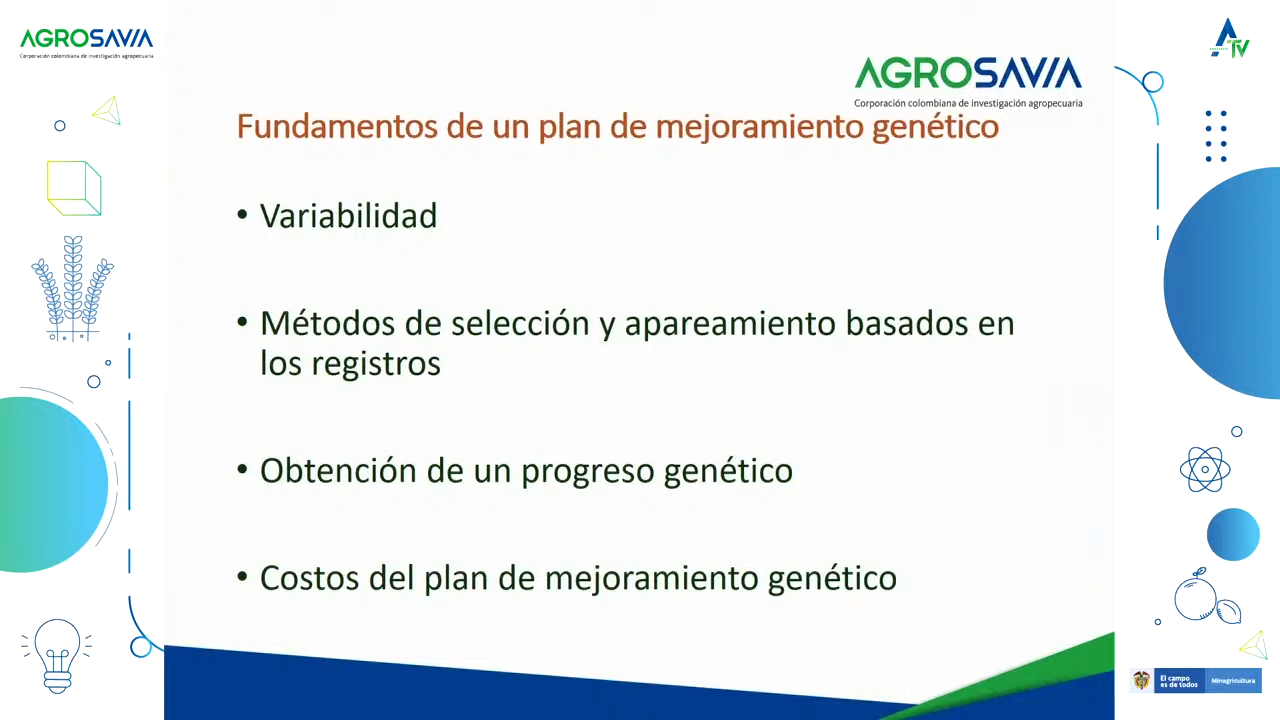 AGROSAVIA
Corporación colombiana de investigación agropecuaria
TV
AGROSAVIA
Corporación colombiana de investigación agropecuaria
Fundamentos de un plan de mejoramiento genético
• Variabilidad
• Métodos de selección y apareamiento basados en
los registros
• Obtención de un progreso genético
• Costos del plan de mejoramiento genético
El campo
es de todos
Minagricultura